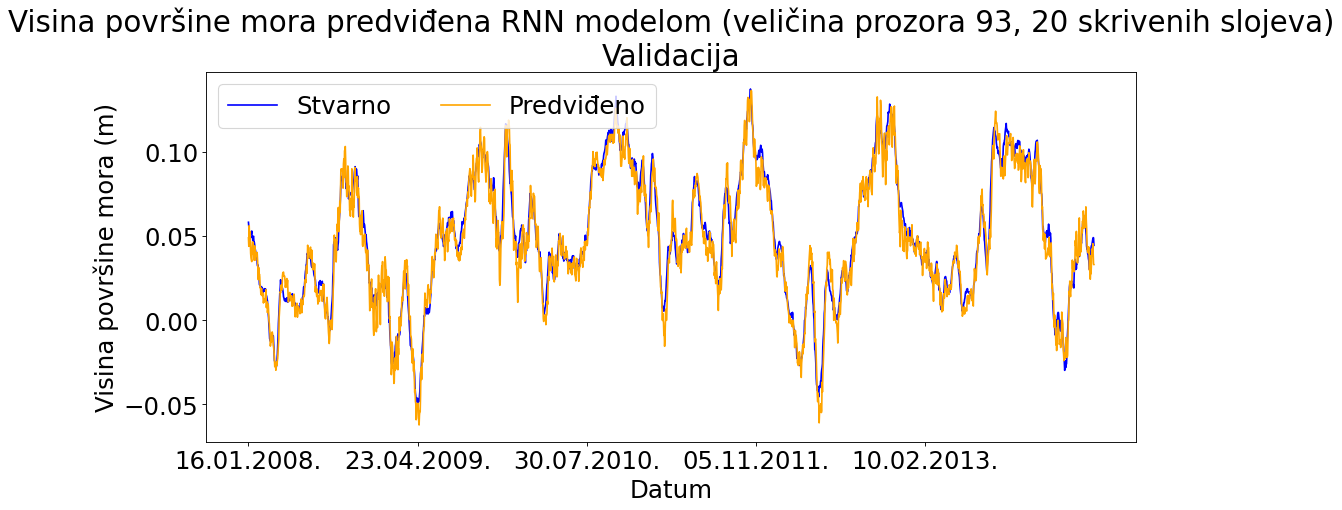 Visina površine mora predviđena RNN modelom (veličina prozora 93, 20 skrivenih slojeva)
Validacija
Stvarno Predviđeno
Visina površine mora (m)
0.10
0.05
0.00
−0.05
16.01.2008. 23.04.2009. 30.07.2010. 05.11.2011. 10.02.2013.
Datum